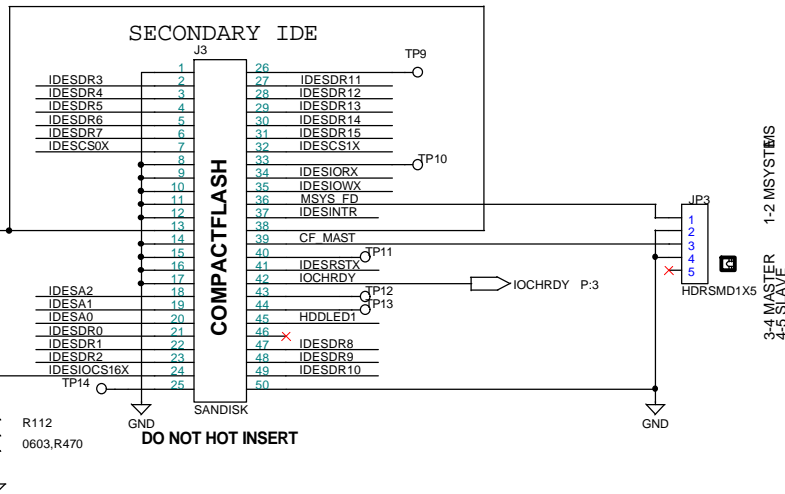 SECONDARY IDE
J3
TP9
1 26
IDESDR3 2 27 IDESDR11
IDESDR4 3 28 IDESDR12
IDESDR5 4 29 IDESDR13
IDESDR6 5 30 IDESDR14
IDESDR7 6 31 IDESDR15
IDESCS0X 7 32 IDESCS1X
8 33 TP10
9 34 IDESIORX
10 35 IDESIOWX
11 36 MSYS_FD
12 37 IDESINTR
13 38
14 39 CF_MAST
15 40 TP11
16 41 IDESRSTX
17 42 IOCHRDY
IDESA2 18 43 TP12
IDESA1 19 44 TP13
IDESA0 20 45 HDDLED1
IDESDR0 21 46
IDESDR1 22 47 IDESDR8
IDESDR2 23 48 IDESDR9
IDESIOCS16X 24 49 IDESDR10
TP14 25 50
COMPACTFLASH
SANDISK
GND
DO NOT HOT INSERT
R112
0603,R470
IOCHRDY P:3
JP3
1
2
3
4
5
HDRSMD1X5
GND
1-2 MSYSTEMS
3-4 MASTER
4-5 SLAVE